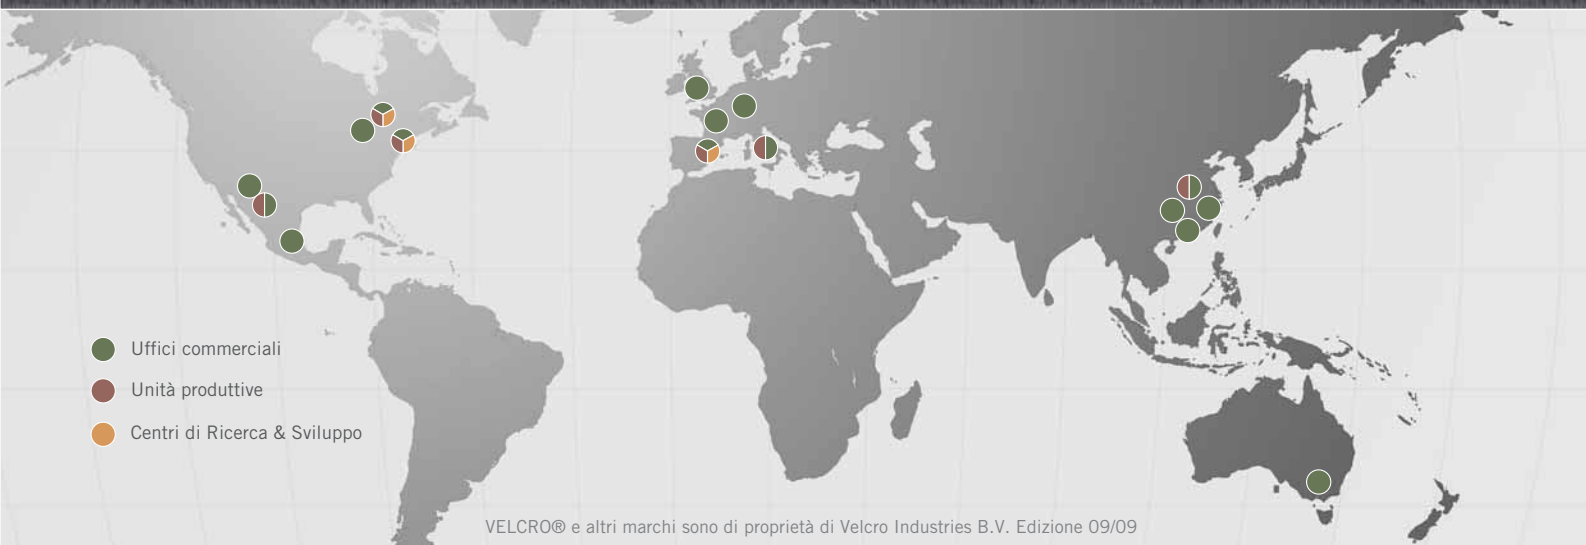 Uffici commerciali
Unità produttive
Centri di Ricerca & Sviluppo
VELCRO® e altri marchi sono di proprietà di Velcro Industries B.V. Edizione 09/09